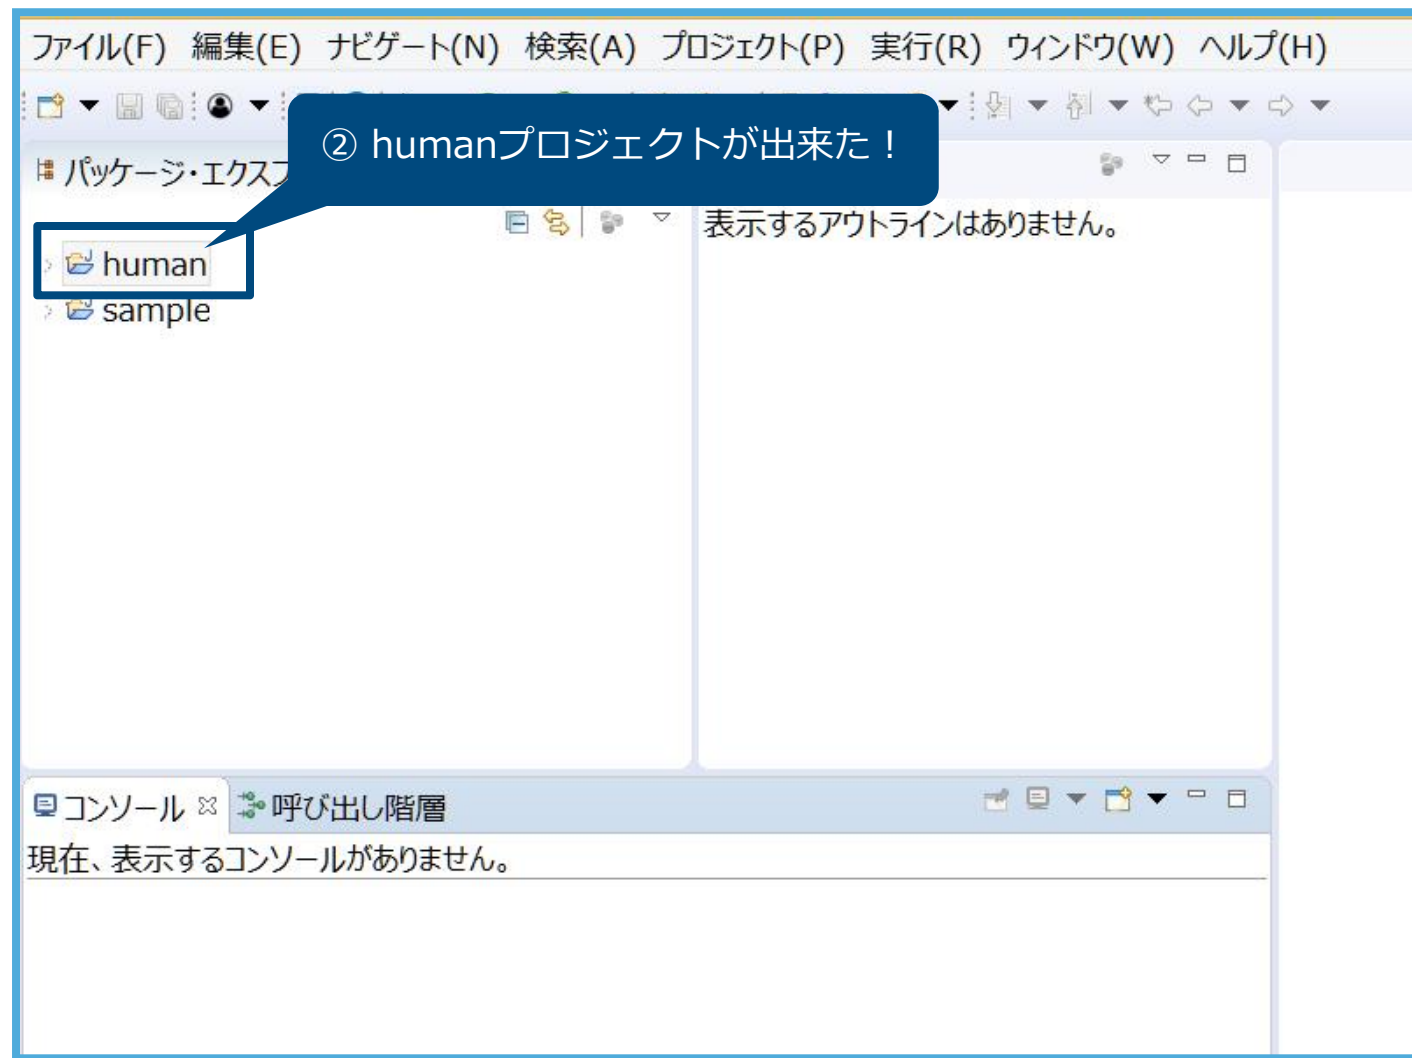 ファイル(F) 編集(E) ナビゲート(N) 検索(A) プロジェクト(P) 実行(R) ウィンドウ(W) ヘルプ(H)
② humanプロジェクトが出来た！
パッケージ・エクスプ
表示するアウトラインはありません。
human
sample
コンソール 呼び出し階層
現在、表示するコンソールがありません。